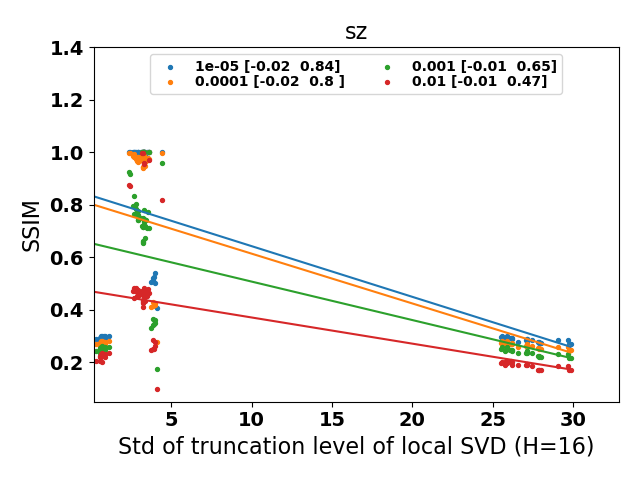 sz
1.4
1.2
1.0
0.8
0.6
0.4
0.2
SSIM
1e-05 [-0.02  0.84]
0.0001 [-0.02  0.8 ]
0.001 [-0.01  0.65]
0.01 [-0.01  0.47]
5 10 15 20 25 30
Std of truncation level of local SVD (H=16)